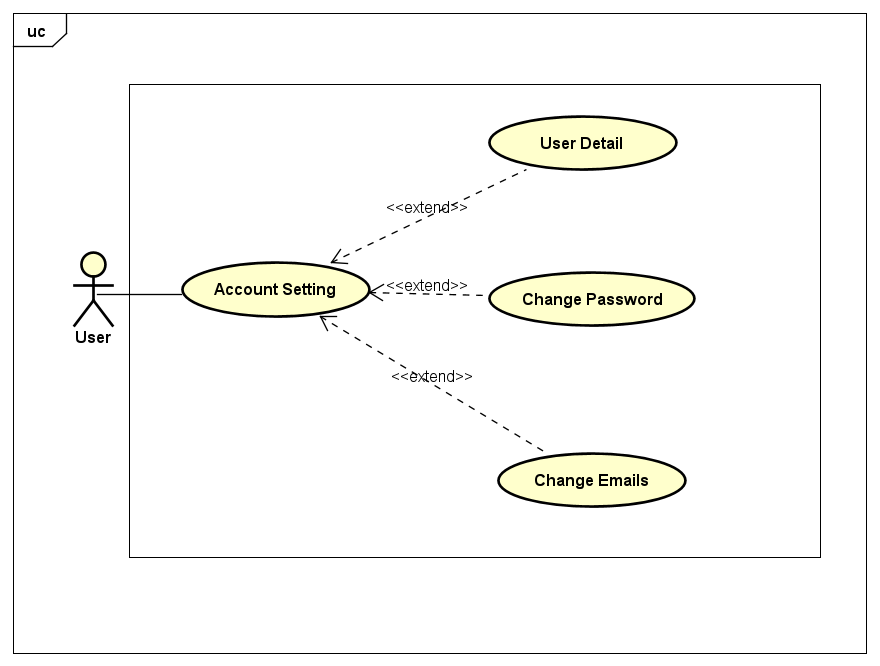 uc
User Detail
<<extend>>
<<extend>>
Account Setting
Change Password
User
<<extend>>
Change Emails